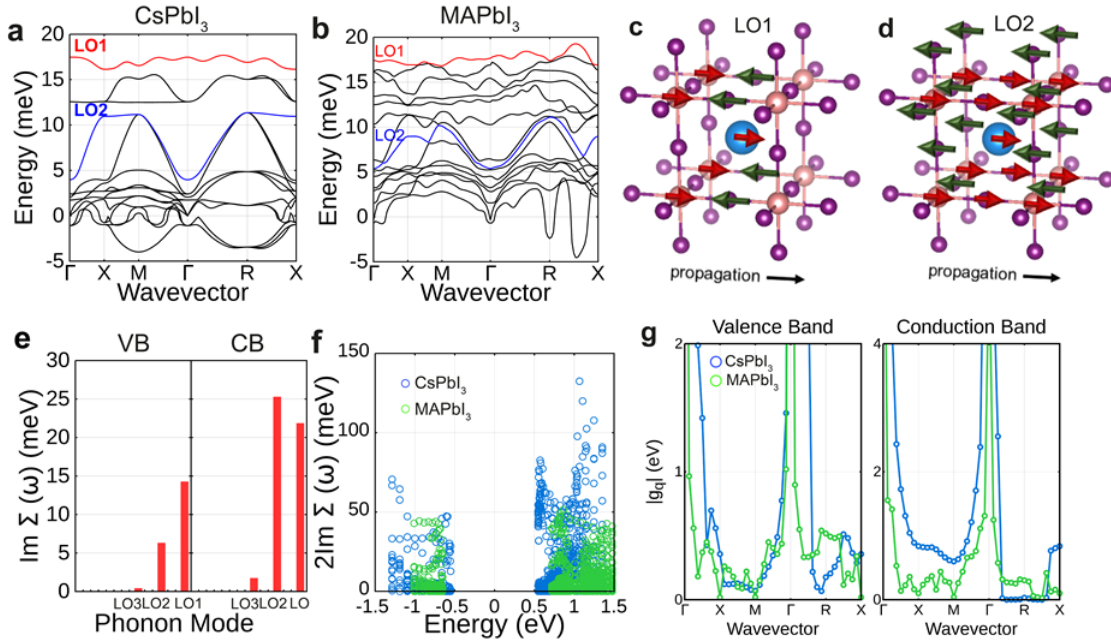 CsPbI3
MAPbI3
a
b
c
LO1
d
LO2
20
15
10
5
0
-5
Energy (meV)
LO1
LO2
Γ X M Γ R X
Wavevector
20
15
10
5
0
-5
Energy (meV)
LO1
LO2
Γ X M Γ R X
Wavevector
propagation
propagation
e
VB
CB
30
25
20
15
10
5
0
Im Σ (ω) (meV)
LO3 LO2 LO1
LO3 LO2 LO
Phonon Mode
f
150
100
50
0
2Im Σ (ω) (meV)
CsPbI3
MAPbI3
-1.5 -1 -0.5 0 0.5 1 1.5
Energy (eV)
g
Valence Band
Conduction Band
2
1
0
|gq| (eV)
CsPbI3
MAPbI3
Γ X M Γ R X
Wavevector
4
2
0
Γ X M Γ R X
Wavevector